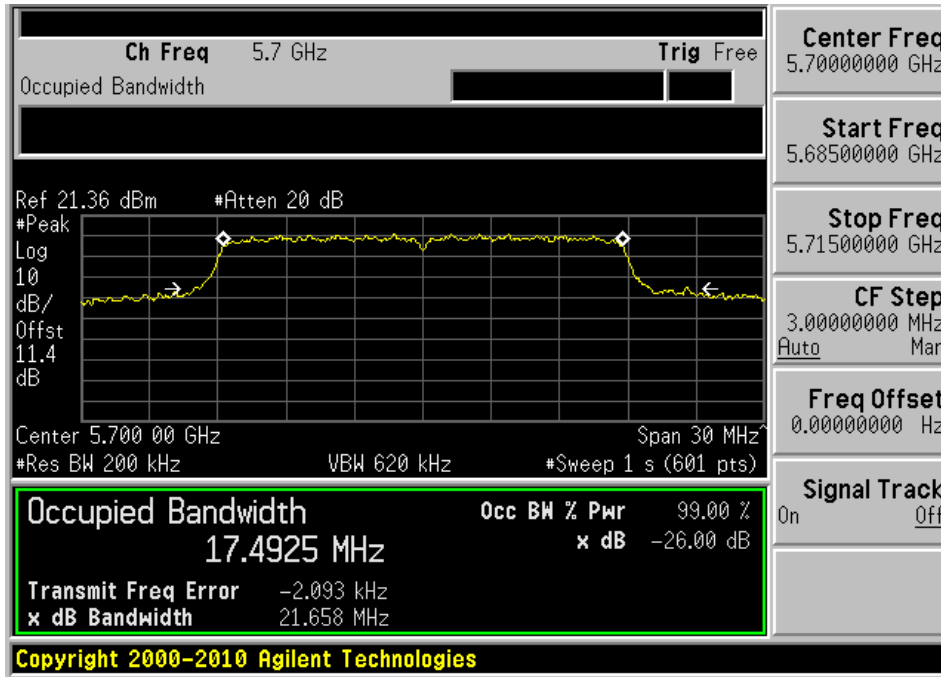 Ch Freq 5.7 GHz Trig Free
Occupied Bandwidth
Ref 21.36 dBm #Atten 20 dB
#Peak
Log
10
dB/
Offst
11.4
dB
Center 5.700 00 GHz Span 30 MHz^
#Res BW 200 kHz VBW 620 kHz #Sweep 1 s (601 pts)
Occupied Bandwidth Occ BW % Pwr 99.00 %
17.4925 MHz x dB -26.00 dB
Transmit Freq Error -2.093 kHz
x dB Bandwidth 21.658 MHz
Copyright 2000-2010 Agilent Technologies
Center Freq
5.70000000 GHz
Start Freq
5.68500000 GHz
Stop Freq
5.71500000 GHz
CF Step
3.00000000 MHz
Auto Man
Freq Offset
0.00000000 Hz
Signal Track
On Off